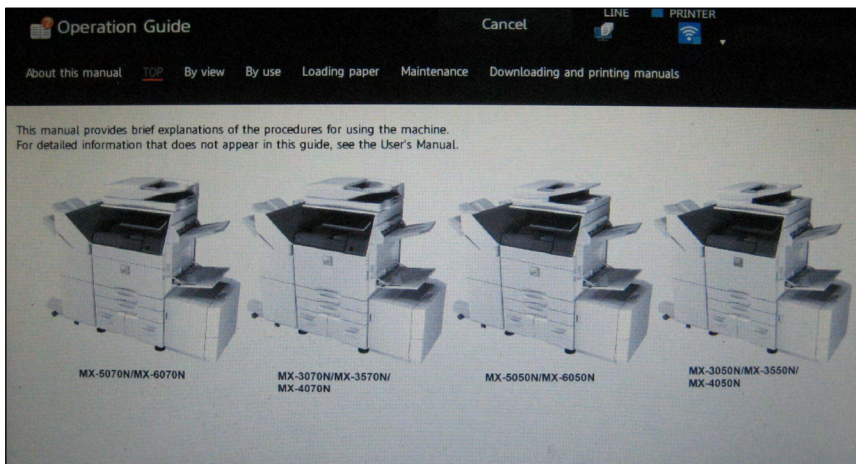 Operation Guide
Cancel
LINE
PRINTER
About this manual TOP By view By use Loading paper Maintenance Downloading and printing manuals
This manual provides brief explanations of the procedures for using the machine.
For detailed information that does not appear in this guide, see the User's Manual.
MX-5070N/MX-6070N
MX-3070N/MX-3570N/
MX-4070N
MX-5050N/MX-6050N
MX-3050N/MX-3550N/
MX-4050N